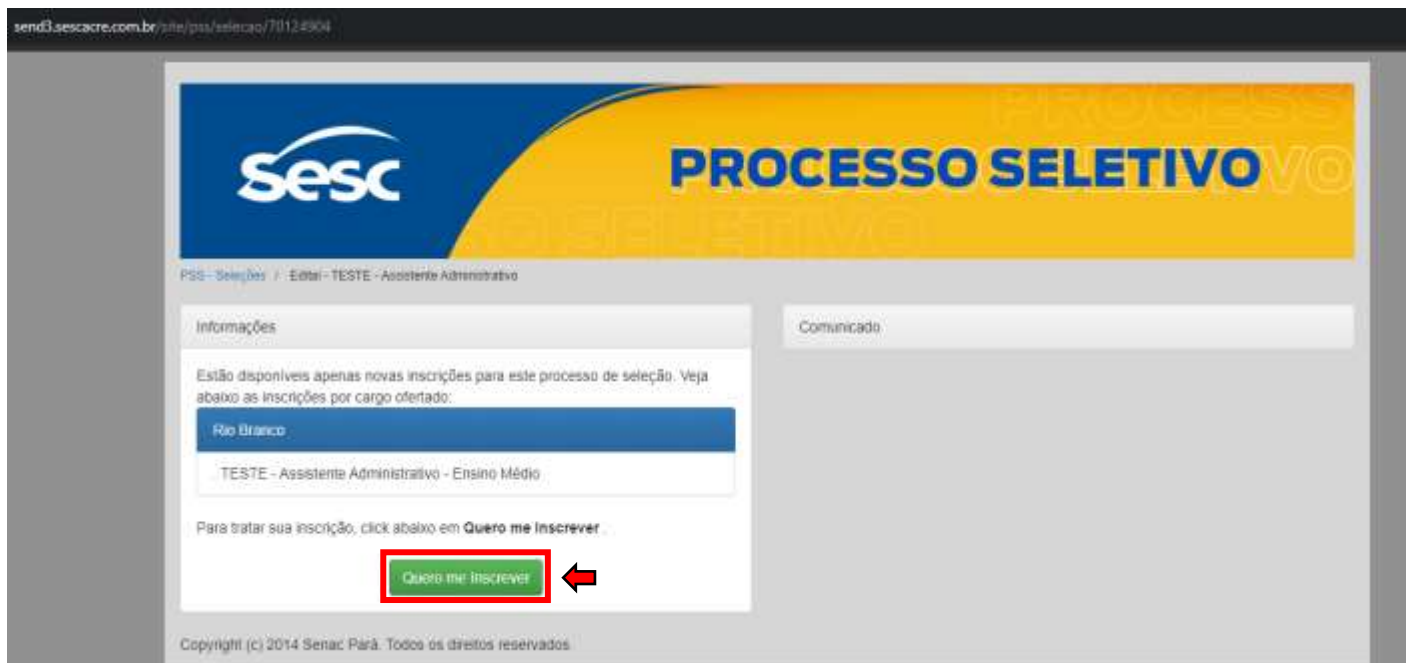 send3.sescacre.com.br/site/pss/selecao/70124904
PROCESS
Sesc
PROCESSO SELETIVO
SO SELETIVO
PSS - Seleções / Edital - TESTE - Assistente Administrativo
Informações
Comunicado
Estão disponíveis apenas novas inscrições para este processo de seleção. Veja
abaixo as inscrições por cargo ofertado:
Rio Branco
TESTE - Assistente Administrativo - Ensino Médio
Para tratar sua inscrição, click abaixo em Quero me Inscrever .
Quero me Inscrever
Copyright (c) 2014 Senac Pará. Todos os direitos reservados.